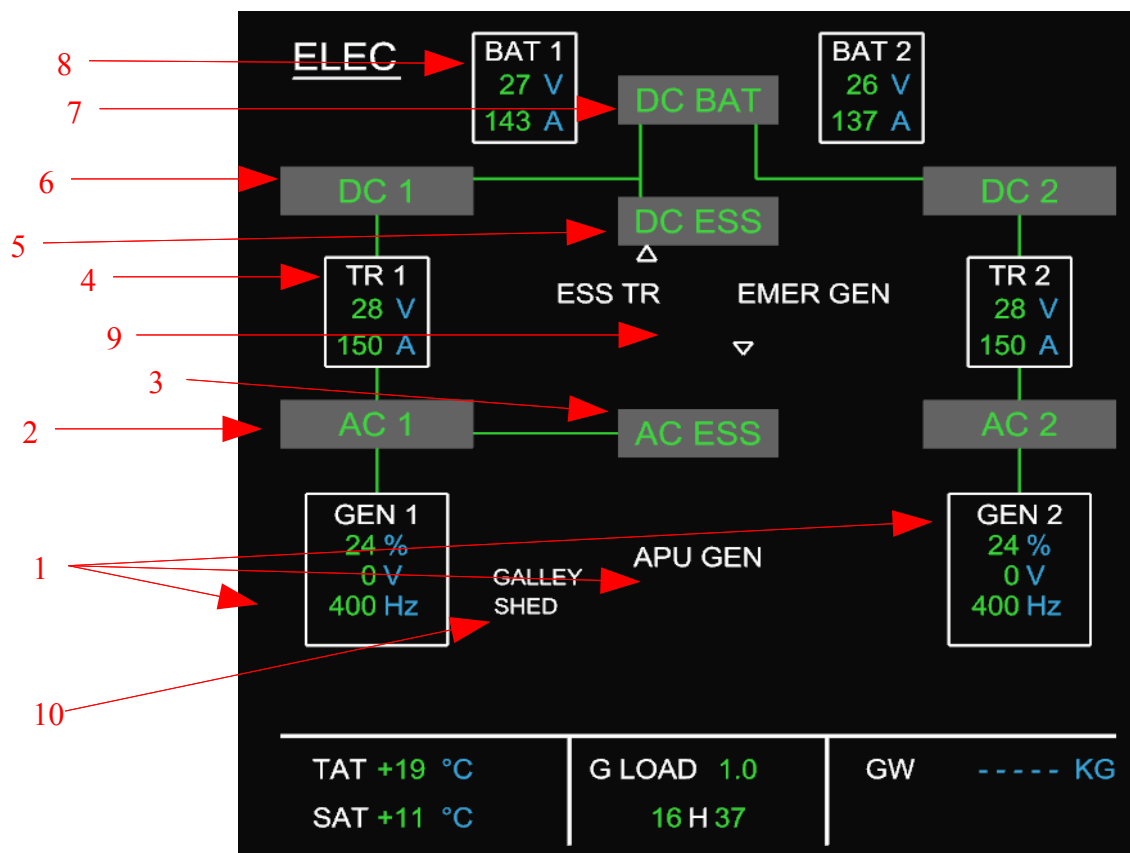 ELEC
BAT 1
27 V
143 A
BAT 2
26 V
137 A
DC BAT
8
7
6
5
4
9
3
2
1
10
DC 1
DC 2
DC ESS
TR 1
28 V
150 A
ESS TR
EMER GEN
TR 2
28 V
150 A
AC 1
AC ESS
AC 2
GEN 1
24 %
0 V
400 Hz
GALLEY
SHED
APU GEN
GEN 2
24 %
0 V
400 Hz
TAT +19 °C
SAT +11 °C
G LOAD 1.0
16 H 37
GW - - - - - KG